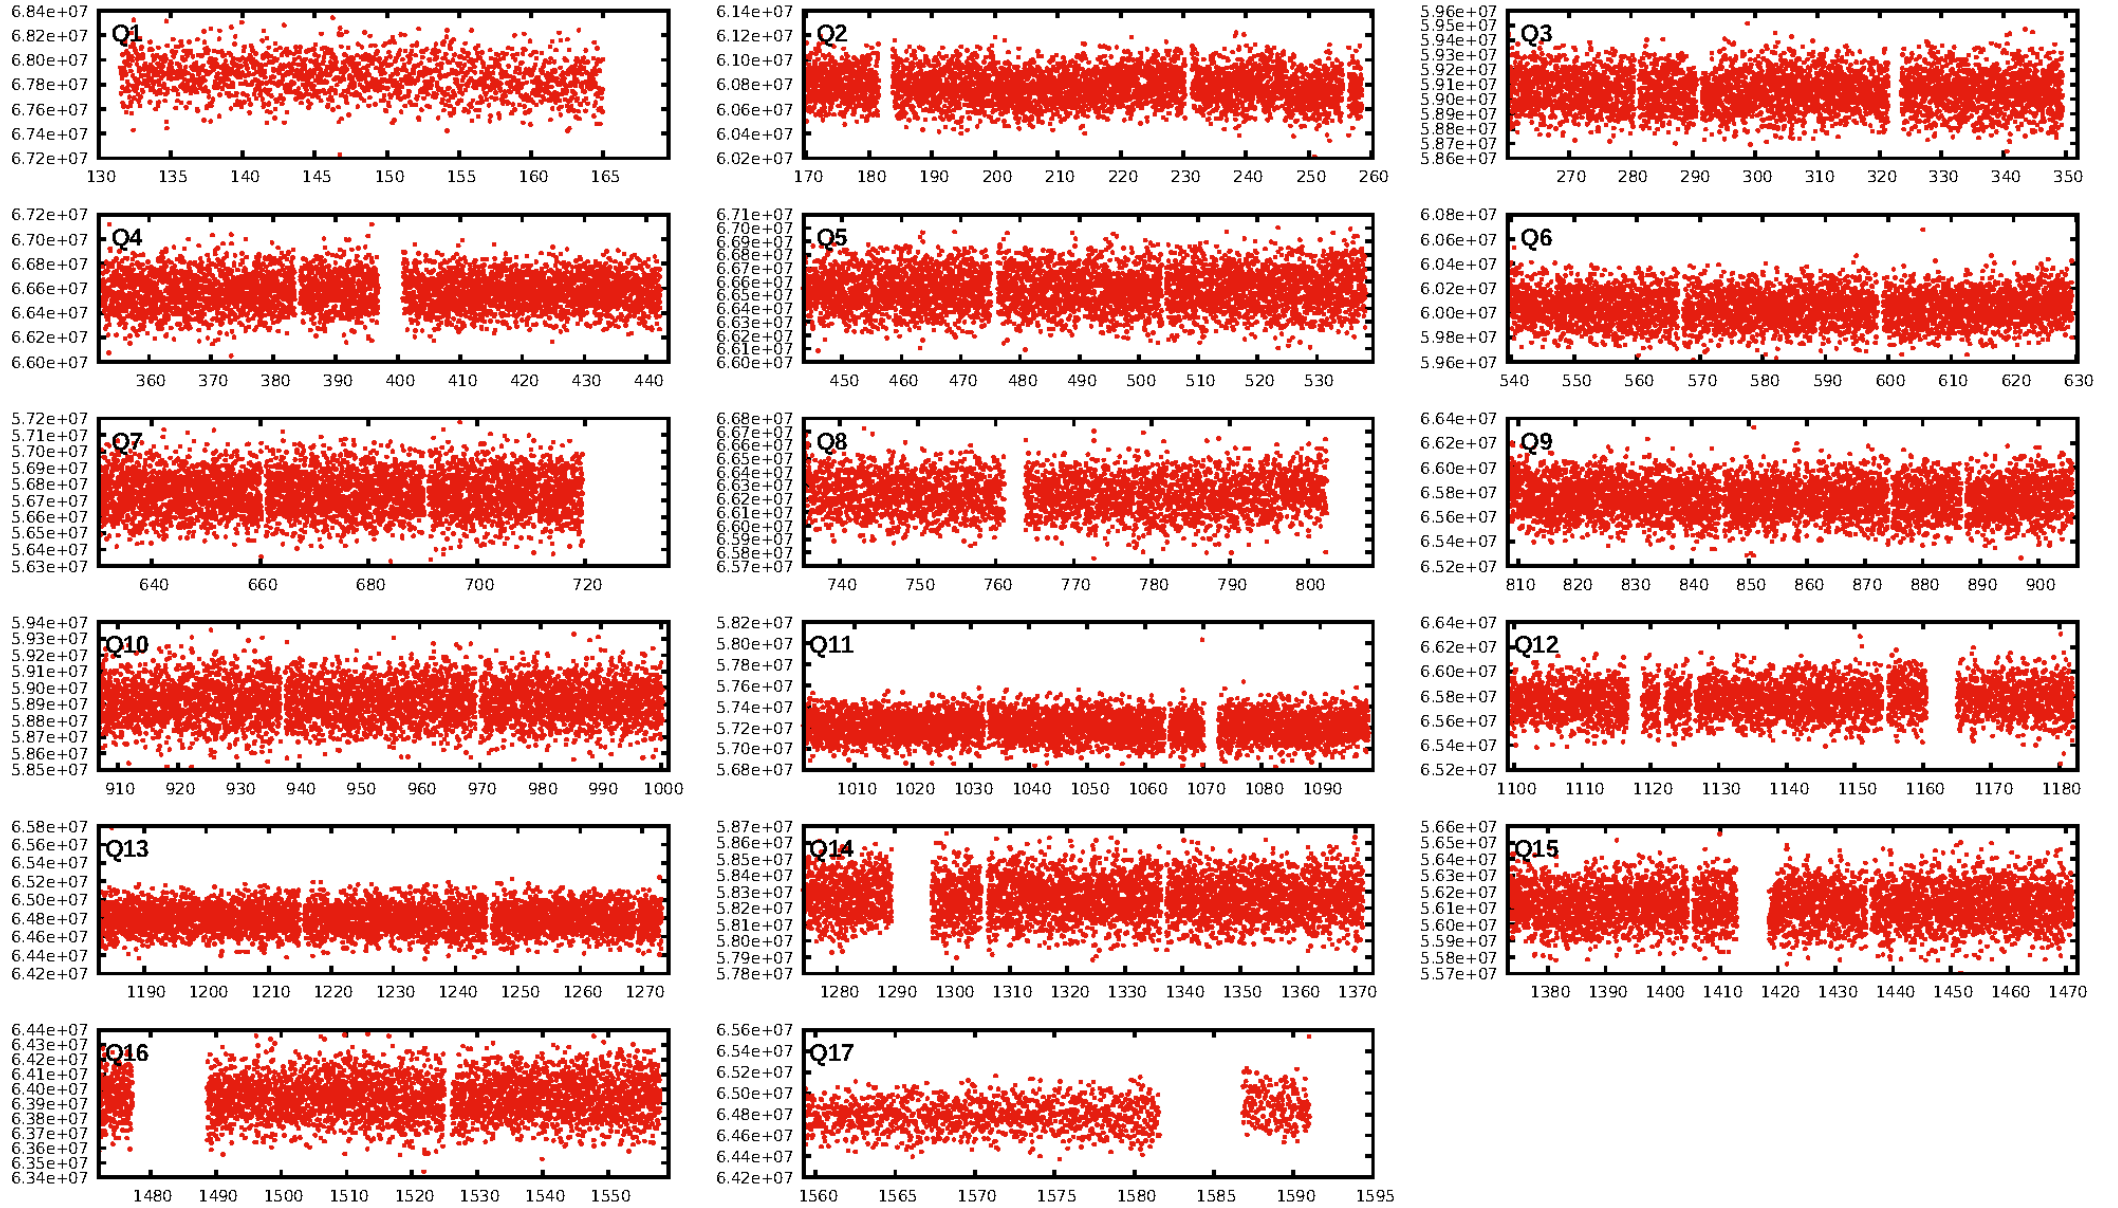 Q1
6.84e+07
6.82e+07
6.80e+07
6.78e+07
6.76e+07
6.74e+07
6.72e+07
130 135 140 145 150 155 160 165
Q2
6.14e+07
6.12e+07
6.10e+07
6.08e+07
6.06e+07
6.04e+07
6.02e+07
170 180 190 200 210 220 230 240 250 260
Q3
5.96e+07
5.95e+07
5.94e+07
5.93e+07
5.92e+07
5.91e+07
5.90e+07
5.89e+07
5.88e+07
5.87e+07
5.86e+07
270 280 290 300 310 320 330 340 350
Q4
6.72e+07
6.70e+07
6.68e+07
6.66e+07
6.64e+07
6.62e+07
6.60e+07
360 370 380 390 400 410 420 430 440
Q5
6.71e+07
6.70e+07
6.69e+07
6.68e+07
6.67e+07
6.66e+07
6.65e+07
6.64e+07
6.63e+07
6.62e+07
6.61e+07
6.60e+07
450 460 470 480 490 500 510 520 530
Q6
6.08e+07
6.06e+07
6.04e+07
6.02e+07
6.00e+07
5.98e+07
5.96e+07
540 550 560 570 580 590 600 610 620 630
Q7
5.72e+07
5.71e+07
5.70e+07
5.69e+07
5.68e+07
5.67e+07
5.66e+07
5.65e+07
5.64e+07
5.63e+07
640 660 680 700 720
Q8
6.68e+07
6.67e+07
6.66e+07
6.65e+07
6.64e+07
6.63e+07
6.62e+07
6.61e+07
6.60e+07
6.59e+07
6.58e+07
6.57e+07
740 750 760 770 780 790 800
Q9
6.64e+07
6.62e+07
6.60e+07
6.58e+07
6.56e+07
6.54e+07
6.52e+07
810 820 830 840 850 860 870 880 890 900
Q10
5.94e+07
5.93e+07
5.92e+07
5.91e+07
5.90e+07
5.89e+07
5.88e+07
5.87e+07
5.86e+07
5.85e+07
910 920 930 940 950 960 970 980 990 1000
Q11
5.82e+07
5.80e+07
5.78e+07
5.76e+07
5.74e+07
5.72e+07
5.70e+07
5.68e+07
1010 1020 1030 1040 1050 1060 1070 1080 1090
Q12
6.64e+07
6.62e+07
6.60e+07
6.58e+07
6.56e+07
6.54e+07
6.52e+07
1100 1110 1120 1130 1140 1150 1160 1170 1180
Q13
6.58e+07
6.56e+07
6.54e+07
6.52e+07
6.50e+07
6.48e+07
6.46e+07
6.44e+07
6.42e+07
1190 1200 1210 1220 1230 1240 1250 1260 1270
Q14
5.87e+07
5.86e+07
5.85e+07
5.84e+07
5.83e+07
5.82e+07
5.81e+07
5.80e+07
5.79e+07
5.78e+07
1280 1290 1300 1310 1320 1330 1340 1350 1360 1370
Q15
5.66e+07
5.65e+07
5.64e+07
5.63e+07
5.62e+07
5.61e+07
5.60e+07
5.59e+07
5.58e+07
5.57e+07
1380 1390 1400 1410 1420 1430 1440 1450 1460 1470
Q16
6.44e+07
6.43e+07
6.42e+07
6.41e+07
6.40e+07
6.39e+07
6.38e+07
6.37e+07
6.36e+07
6.35e+07
6.34e+07
1480 1490 1500 1510 1520 1530 1540 1550
Q17
6.56e+07
6.54e+07
6.52e+07
6.50e+07
6.48e+07
6.46e+07
6.44e+07
6.42e+07
1560 1565 1570 1575 1580 1585 1590 1595